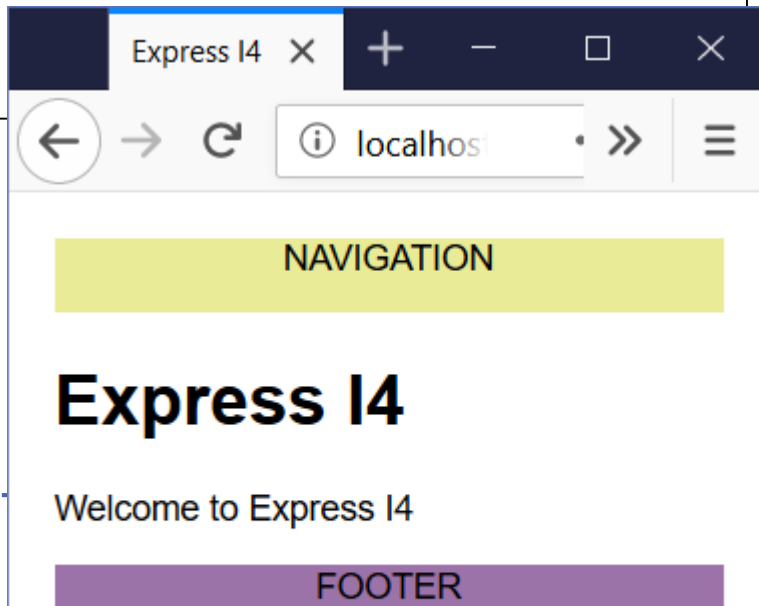 Express I4
localhos
NAVIGATION
Express I4
Welcome to Express I4
FOOTER